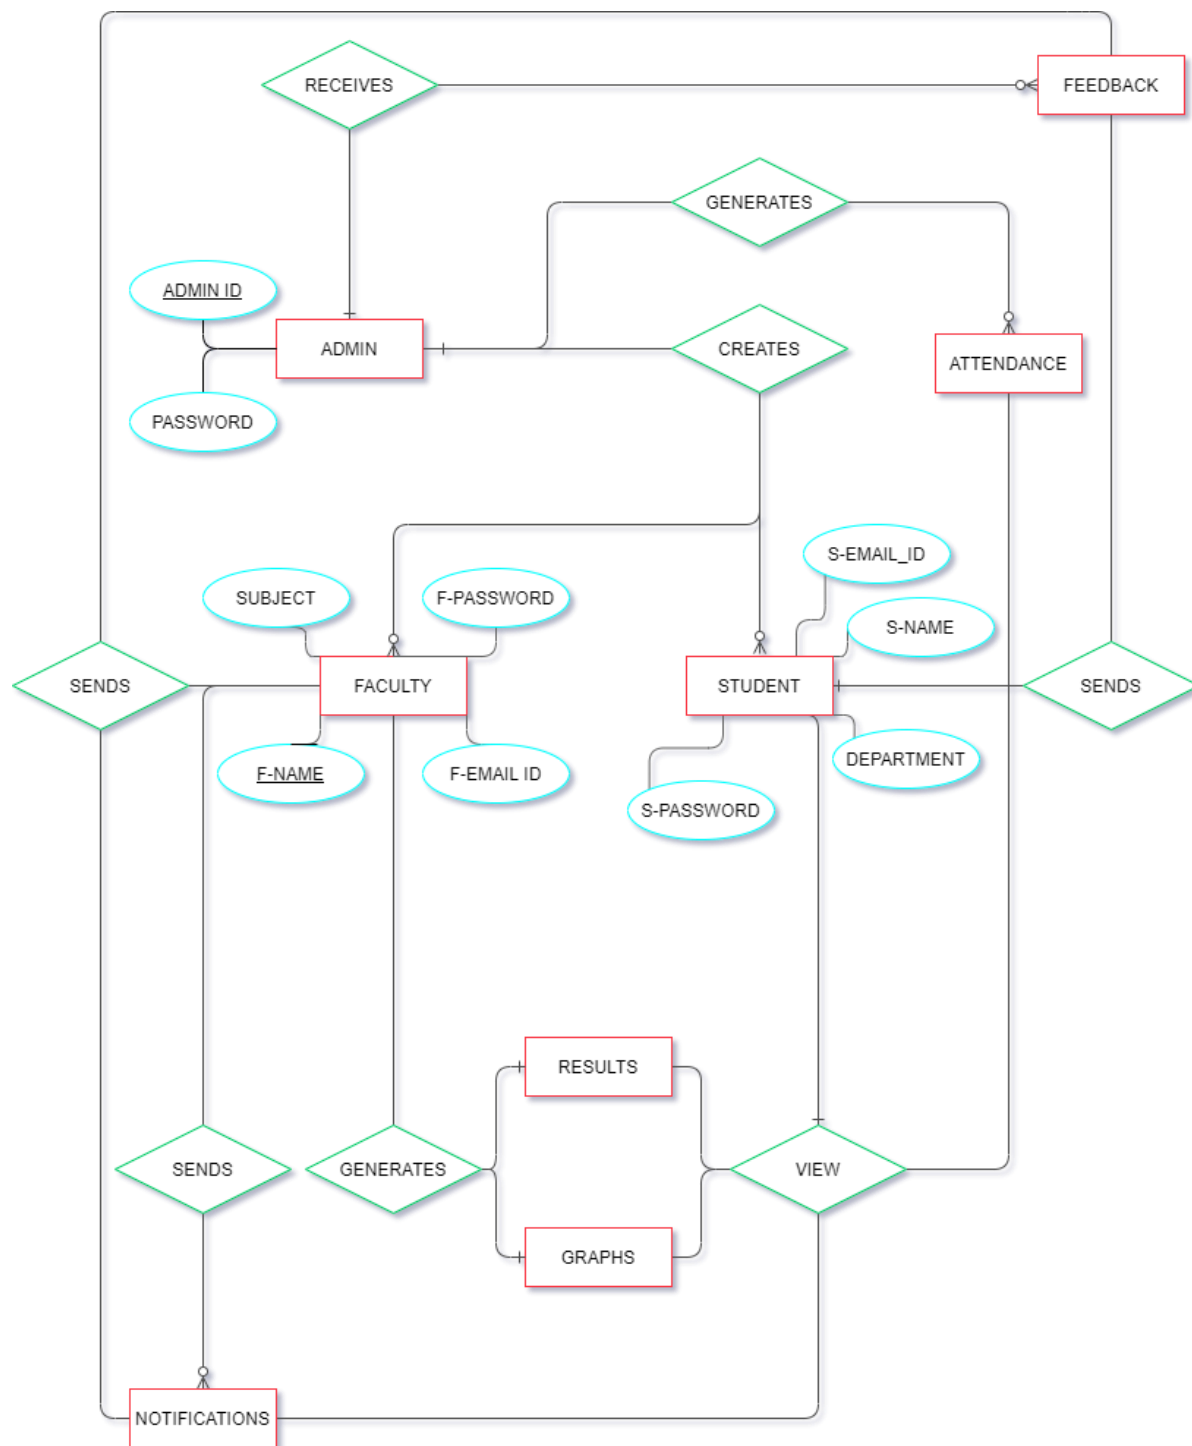 RECEIVES
FEEDBACK
GENERATES
ADMIN ID
ADMIN
CREATES
ATTENDANCE
PASSWORD
S-EMAIL_ID
SUBJECT
F-PASSWORD
S-NAME
SENDS
FACULTY
STUDENT
SENDS
F-NAME
F-EMAIL ID
DEPARTMENT
S-PASSWORD
RESULTS
SENDS
GENERATES
VIEW
GRAPHS
NOTIFICATIONS